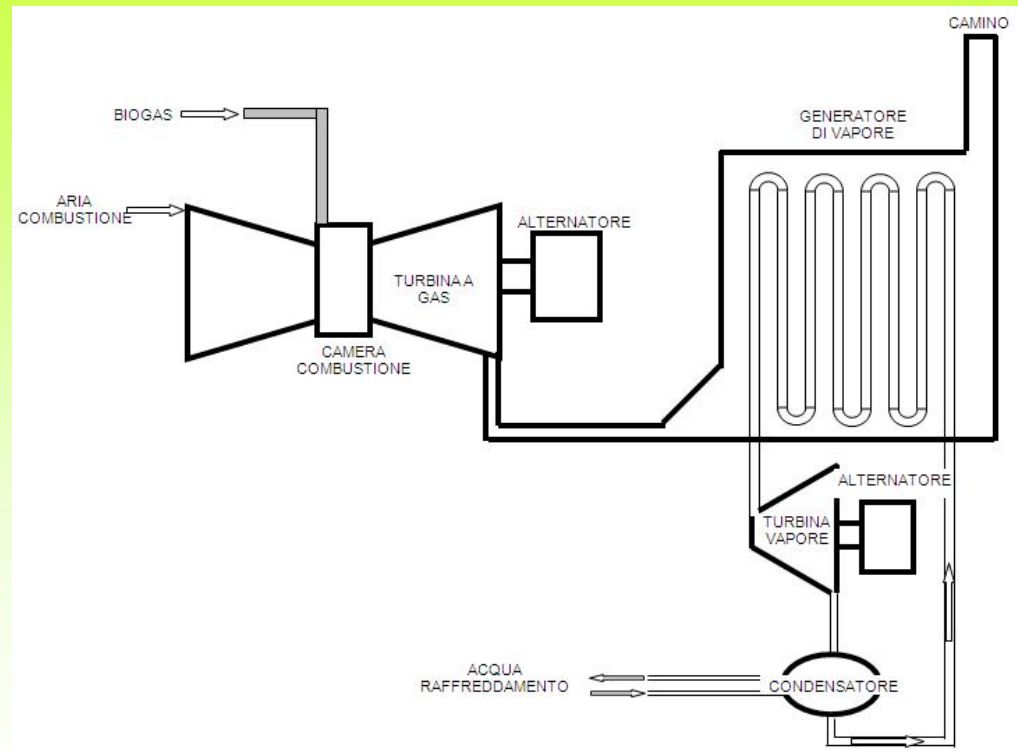 CAMINO
BIOGAS
GENERATORE
DI VAPORE
ARIA
COMBUSTIONE
ALTERNATORE
TURBINA A
GAS
CAMERA
COMBUSTIONE
ALTERNATORE
TURBINA
VAPORE
ACQUA
RAFFREDDAMENTO
CONDENSATORE